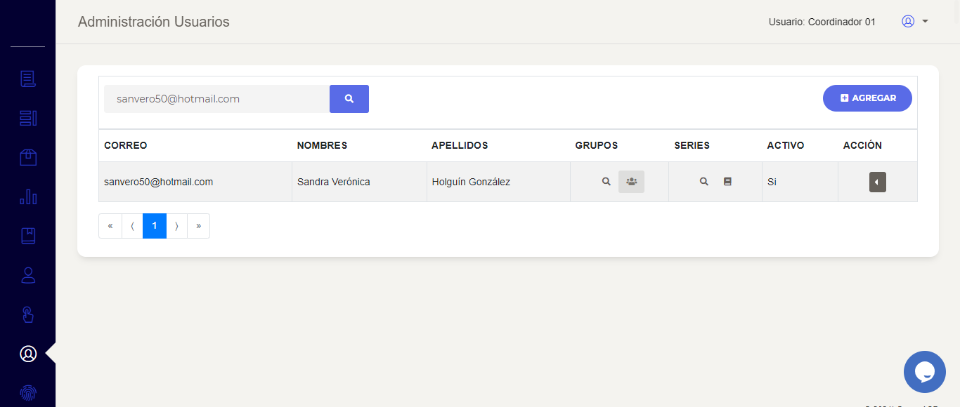 Administración Usuarios
Usuario: Coordinador 01
sanvero50@hotmail.com
AGREGAR
CORREO NOMBRES APELLIDOS GRUPOS SERIES ACTIVO ACCIÓN
sanvero50@hotmail.com Sandra Verónica Holguín González Si
« ⟨ 1 ⟩ »